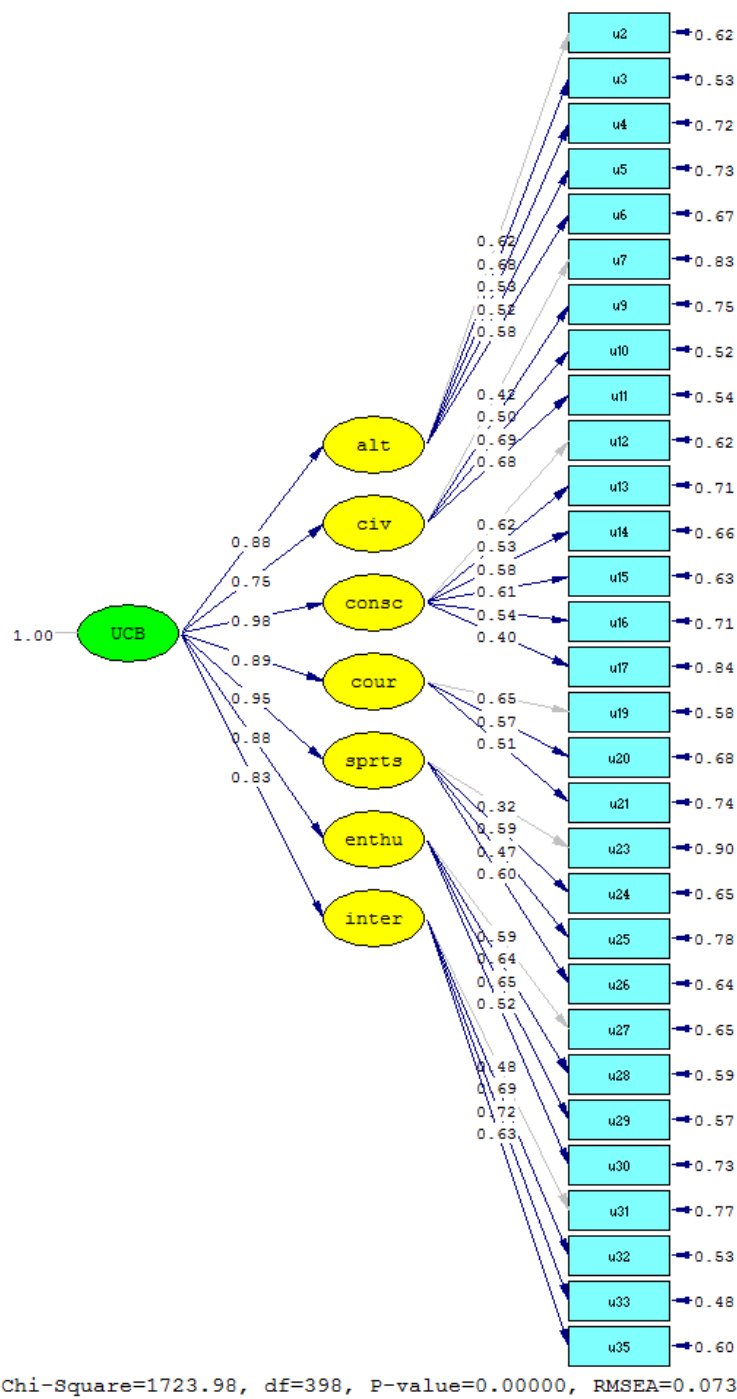 u2 0.62
u3 0.53
u4 0.72
u5 0.73
u6 0.67
u7 0.83
u9 0.75
u10 0.52
u11 0.54
u12 0.62
u13 0.71
u14 0.66
u15 0.63
u16 0.71
u17 0.84
u19 0.58
u20 0.68
u21 0.74
u23 0.90
u24 0.65
u25 0.78
u26 0.64
u27 0.65
u28 0.59
u29 0.57
u30 0.73
u31 0.77
u32 0.53
u33 0.48
u35 0.60
0.62
0.68
0.53
0.52
0.58
0.42
0.50
0.69
0.68
0.62
0.53
0.58
0.61
0.54
0.40
0.65
0.57
0.51
0.32
0.59
0.47
0.60
0.59
0.64
0.65
0.52
0.48
0.69
0.72
0.63
alt
civ
consc
cour
sprts
enthu
inter
0.88
0.75
0.98
0.89
0.95
0.88
0.83
1.00 UCB
Chi-Square=1723.98, df=398, P-value=0.00000, RMSEA=0.073